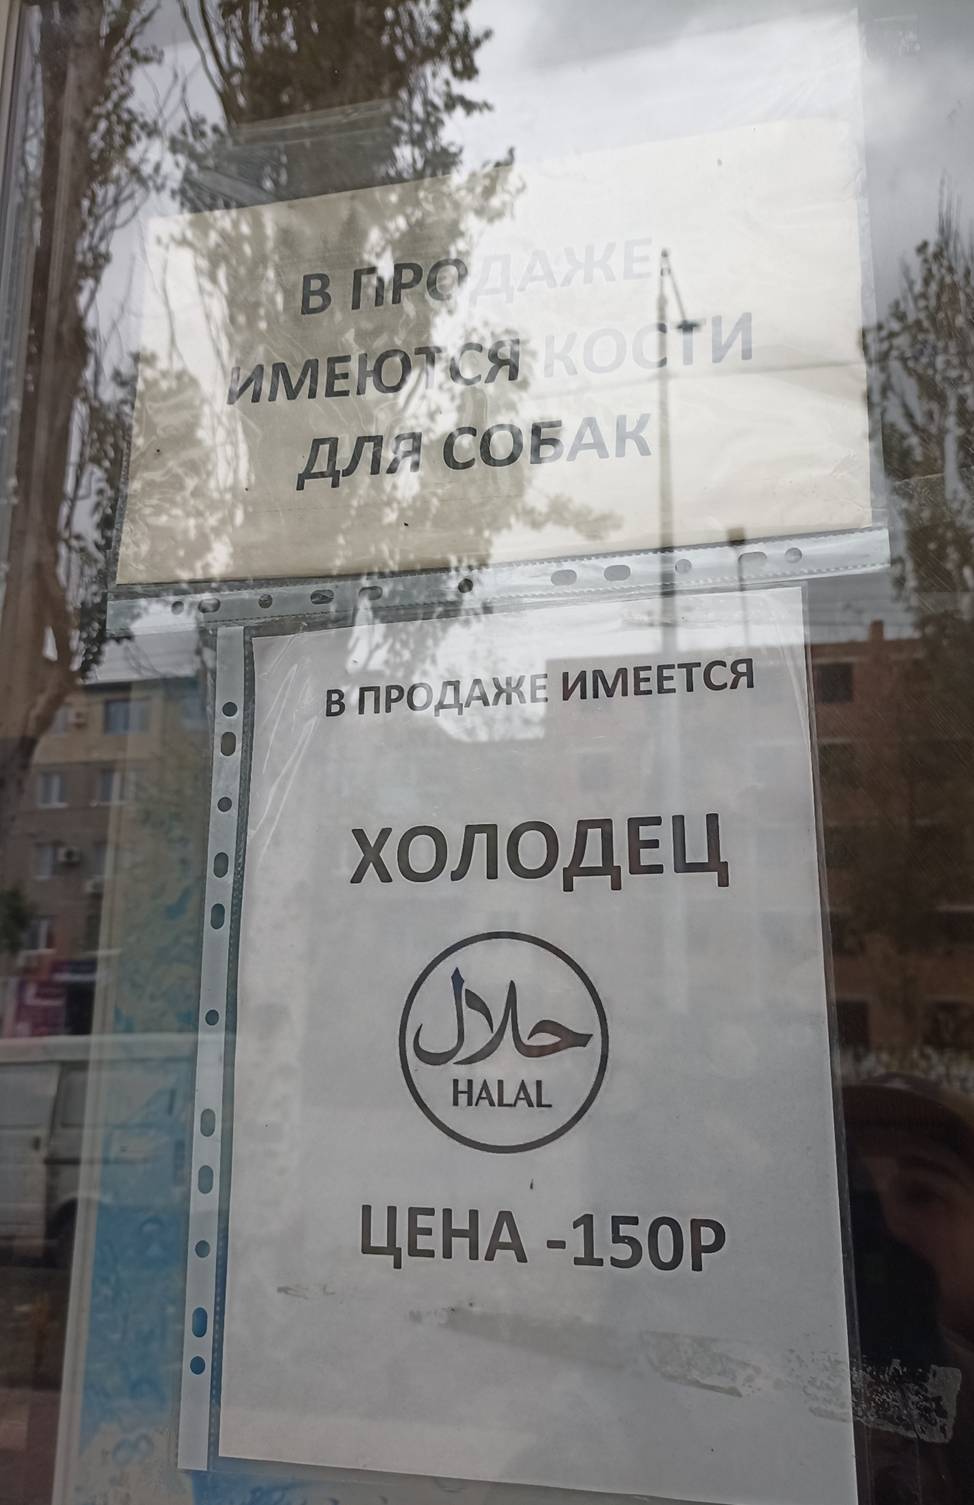 В ПРОДАЖЕ
ИМЕЮТСЯ КОСТИ
ДЛЯ СОБАК
В ПРОДАЖЕ ИМЕЕТСЯ
ХОЛОДЕЦ
حلال
HALAL
ЦЕНА -150Р